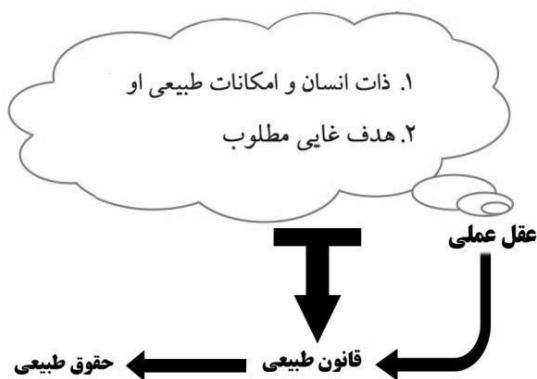 ۱. ذات انسان و امکانات طبیعی او
۲. هدف غایی مطلوب
عقل عملی
قانون طبیعی
حقوق طبیعی